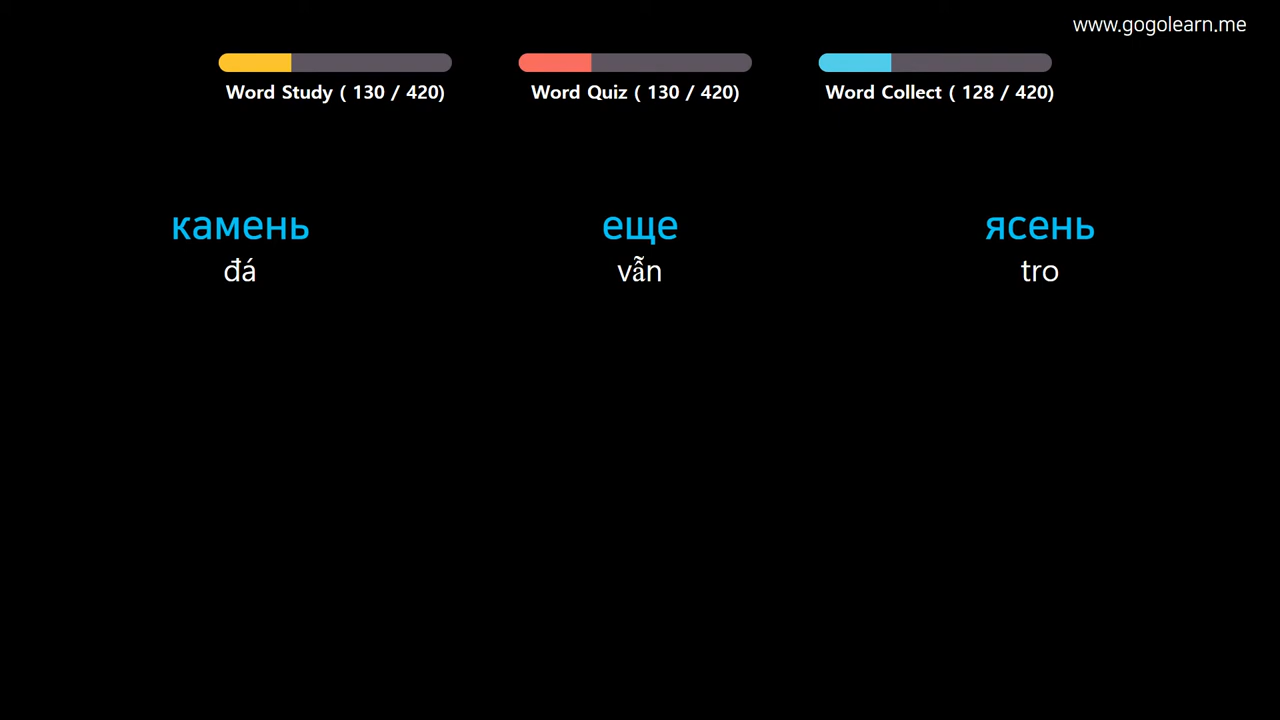 www.gogolearn.me
Word Study ( 130 / 420)
Word Quiz ( 130 / 420)
Word Collect ( 128 / 420)
камень
еще
ясень
đá
vẫn
tro